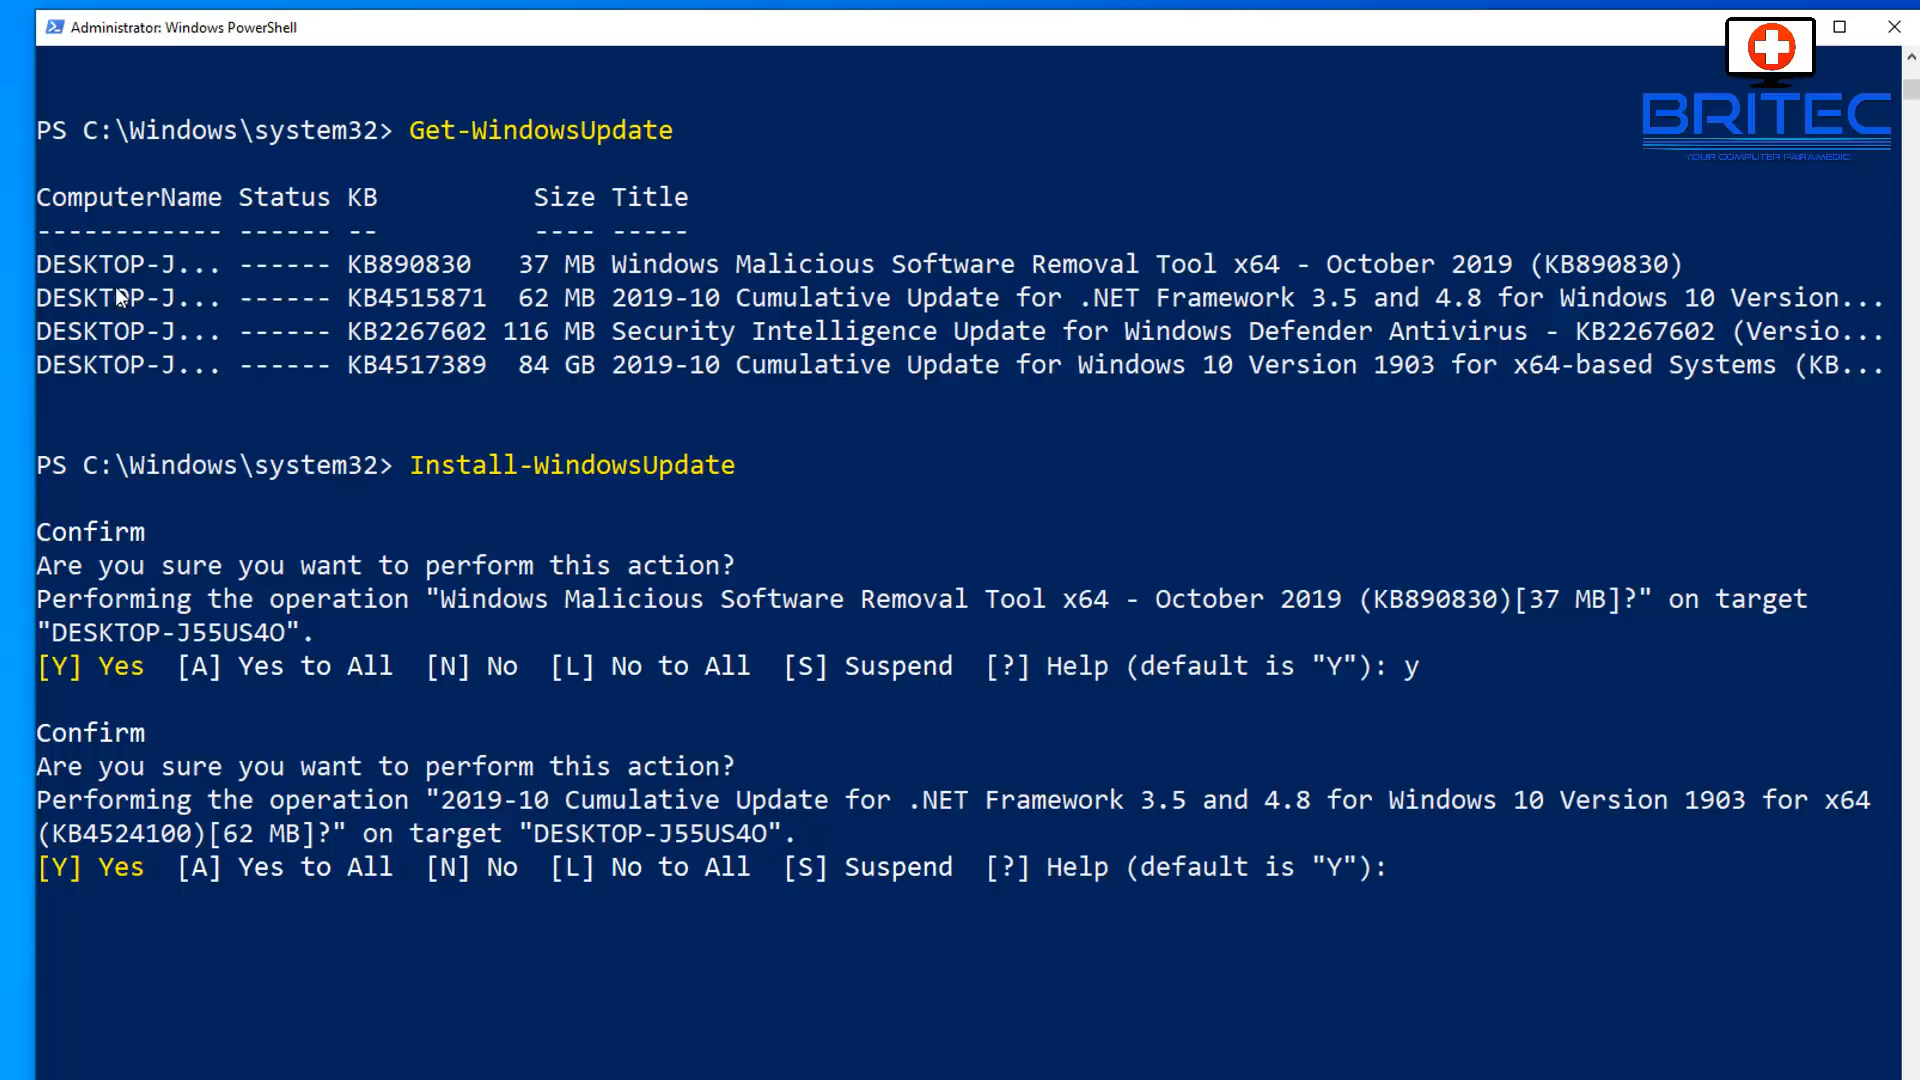 Administrator: Windows PowerShell
BRITEC
YOUR COMPUTER PARAMEDIC
PS C:\Windows\system32> Get-WindowsUpdate
ComputerName Status KB Size Title
------------ ------ -- ---- -----
DESKTOP-J... ------ KB890830 37 MB Windows Malicious Software Removal Tool x64 - October 2019 (KB890830)
DESKTOP-J... ------ KB4515871 62 MB 2019-10 Cumulative Update for .NET Framework 3.5 and 4.8 for Windows 10 Version...
DESKTOP-J... ------ KB2267602 116 MB Security Intelligence Update for Windows Defender Antivirus - KB2267602 (Versio...
DESKTOP-J... ------ KB4517389 84 GB 2019-10 Cumulative Update for Windows 10 Version 1903 for x64-based Systems (KB...
PS C:\Windows\system32> Install-WindowsUpdate
Confirm
Are you sure you want to perform this action?
Performing the operation "Windows Malicious Software Removal Tool x64 - October 2019 (KB890830)[37 MB]?" on target
"DESKTOP-J55US4O".
[Y] Yes  [A] Yes to All  [N] No  [L] No to All  [S] Suspend  [?] Help (default is "Y"): y
Confirm
Are you sure you want to perform this action?
Performing the operation "2019-10 Cumulative Update for .NET Framework 3.5 and 4.8 for Windows 10 Version 1903 for x64
(KB4524100)[62 MB]?" on target "DESKTOP-J55US4O".
[Y] Yes  [A] Yes to All  [N] No  [L] No to All  [S] Suspend  [?] Help (default is "Y"):